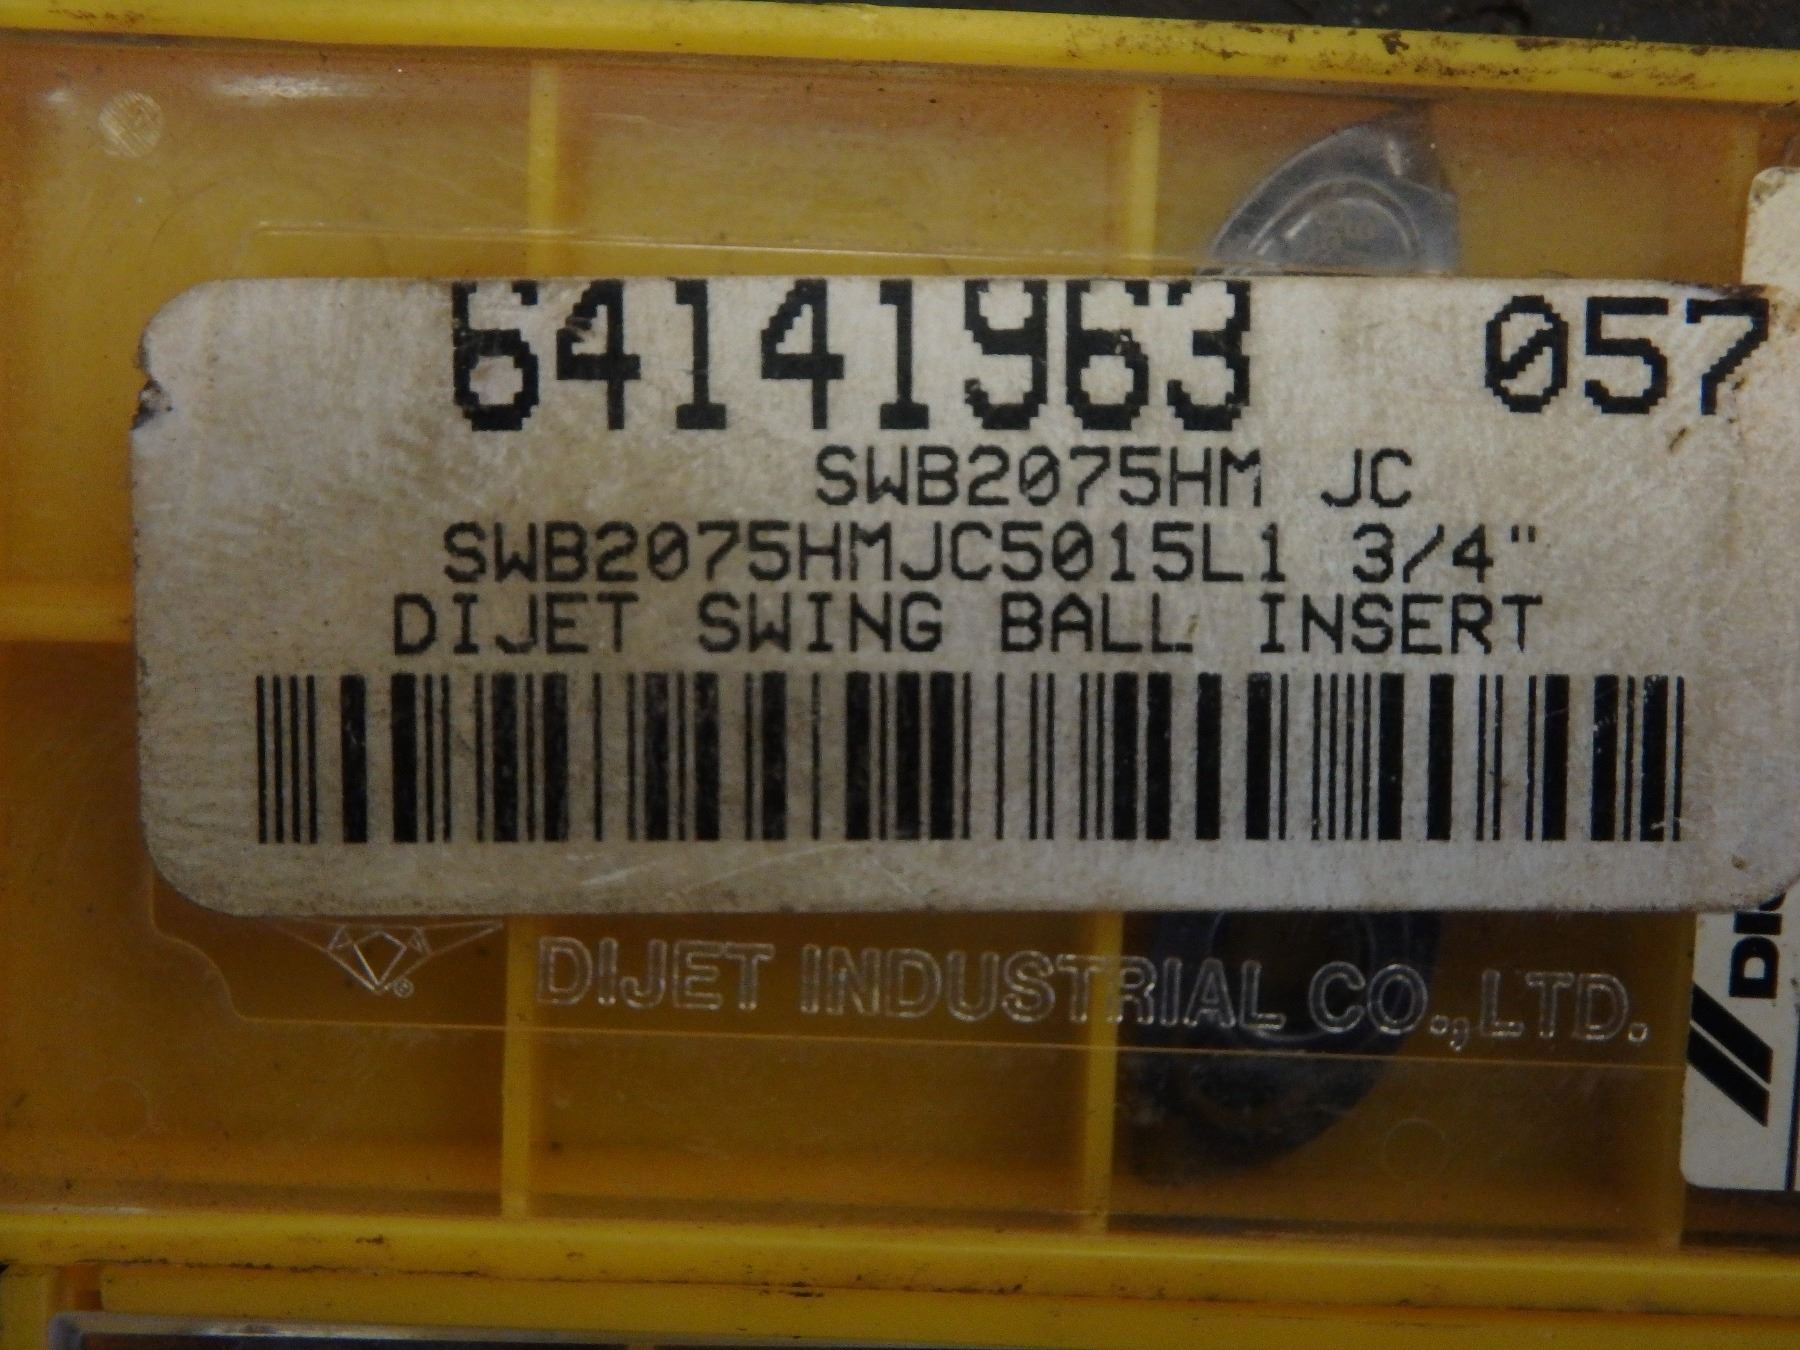 64141963 057
SWB2075HM JC
SWB2075HMJC5015L1 3/4"
DIJET SWING BALL INSERT
DIJET INDUSTRIAL CO.,LTD.